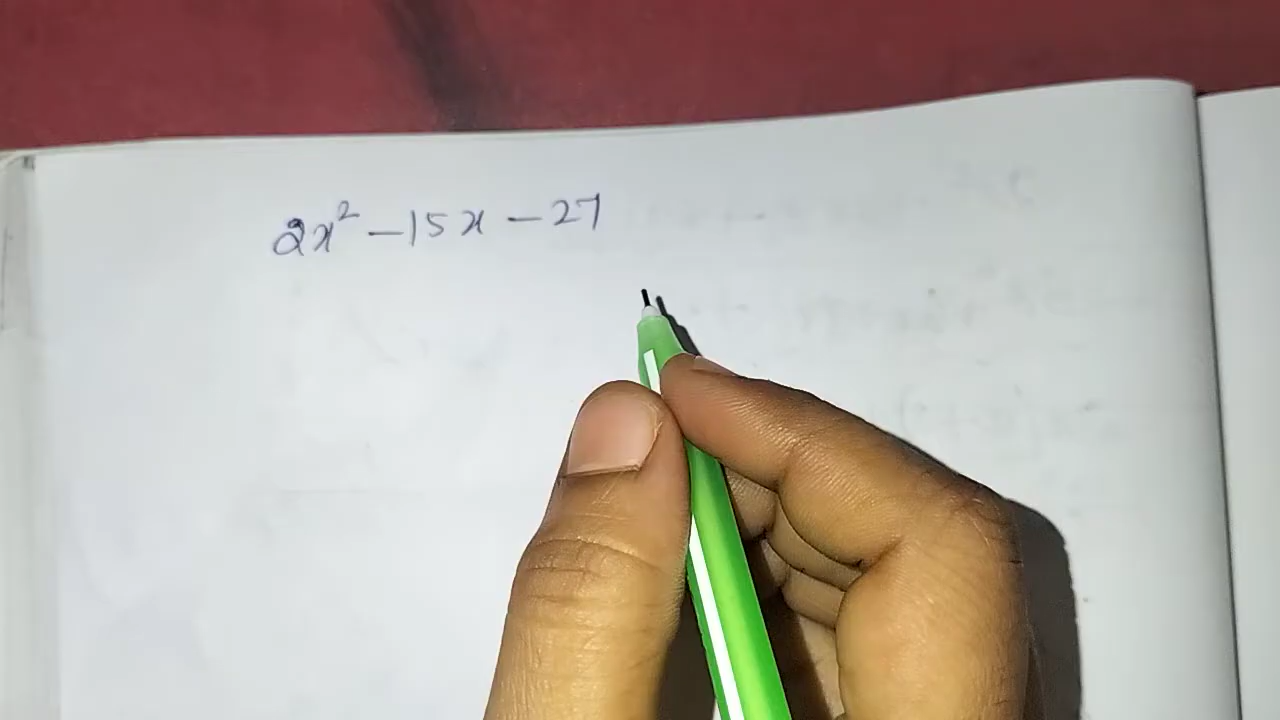 2x² - 15x - 27